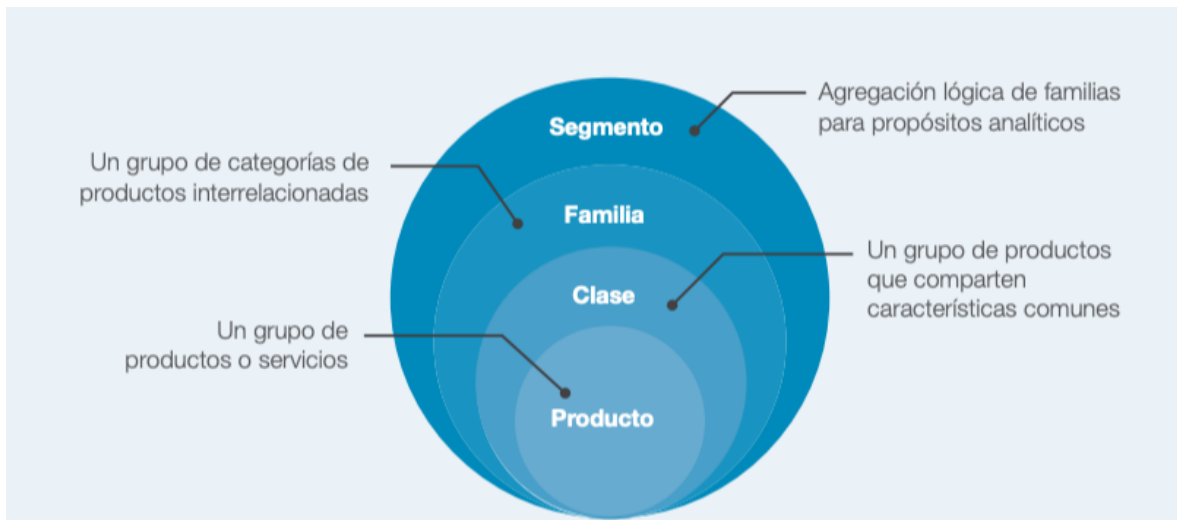 Segmento
Agregación lógica de familias
para propósitos analíticos
Un grupo de categorías de
productos interrelacionadas
Familia
Un grupo de productos
que comparten
características comunes
Clase
Un grupo de
productos o servicios
Producto